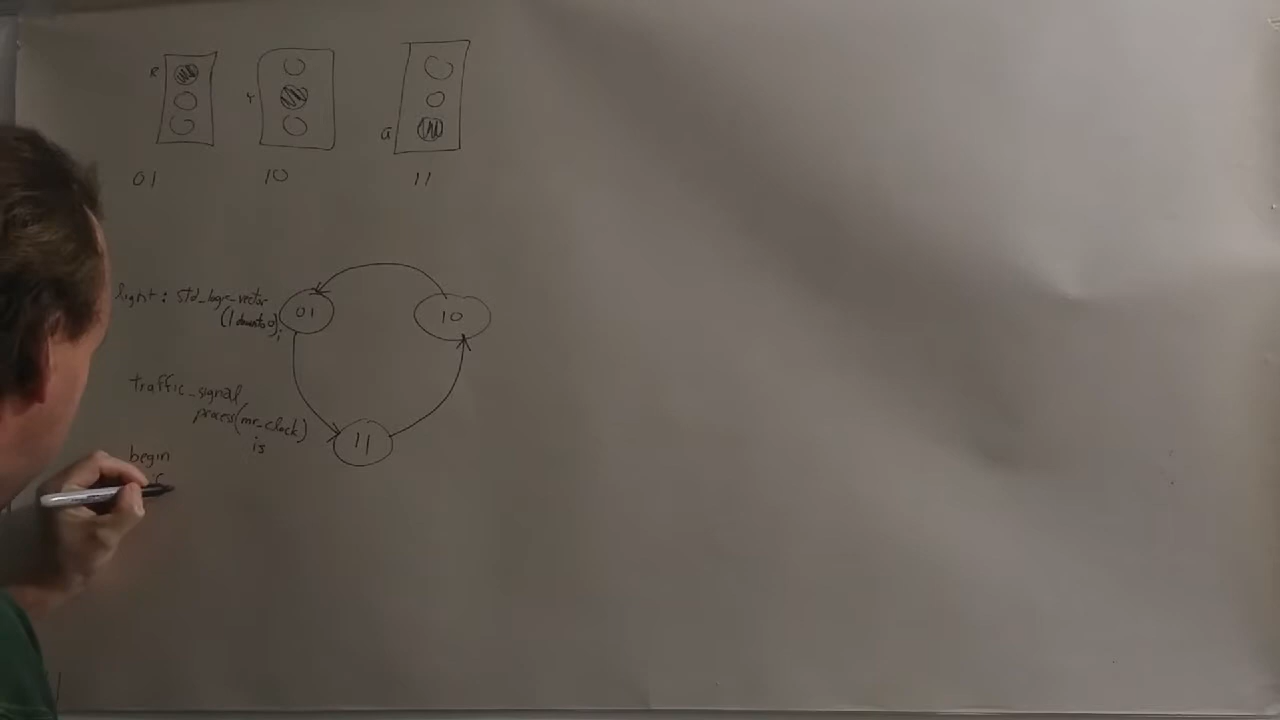 R
Y
G
01 10 11
light: std_logic_vector
(1 downto 0);
01
10
traffic_signal
process(mr_clock)
is
11
begin